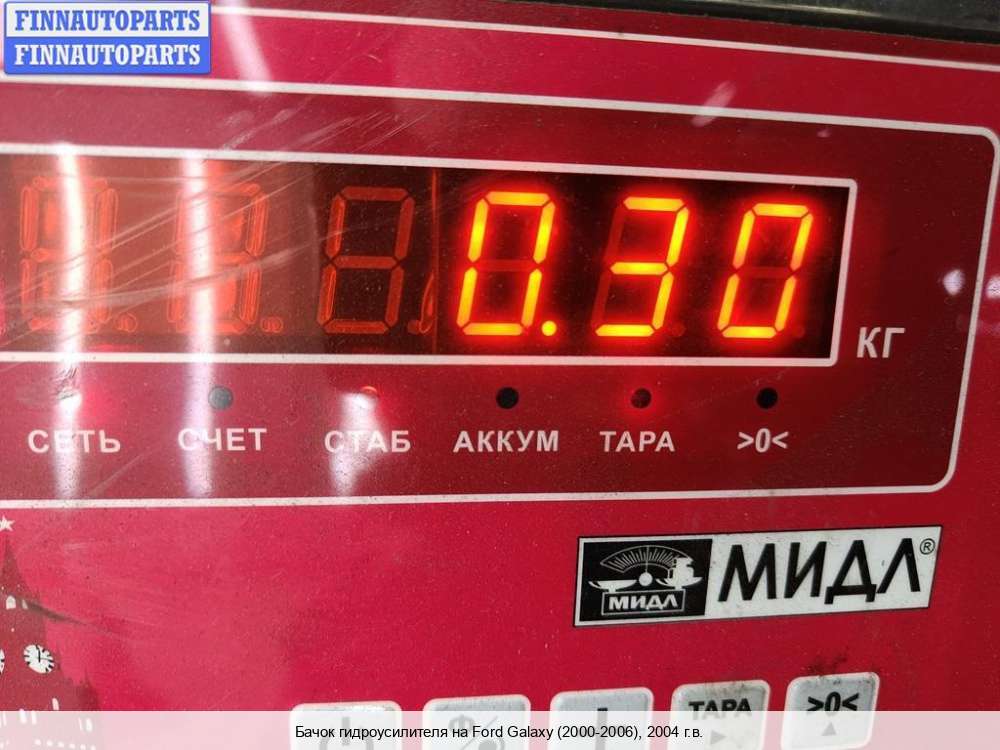 FINNAUTOPARTS
FINNAUTOPARTS
0.30
КГ
СЕТЬ СЧЕТ СТАБ АККУМ ТАРА >0<
МИДЛ МИДЛ®
ТАРА >0<
Бачок гидроусилителя на Ford Galaxy (2000-2006), 2004 г.в.